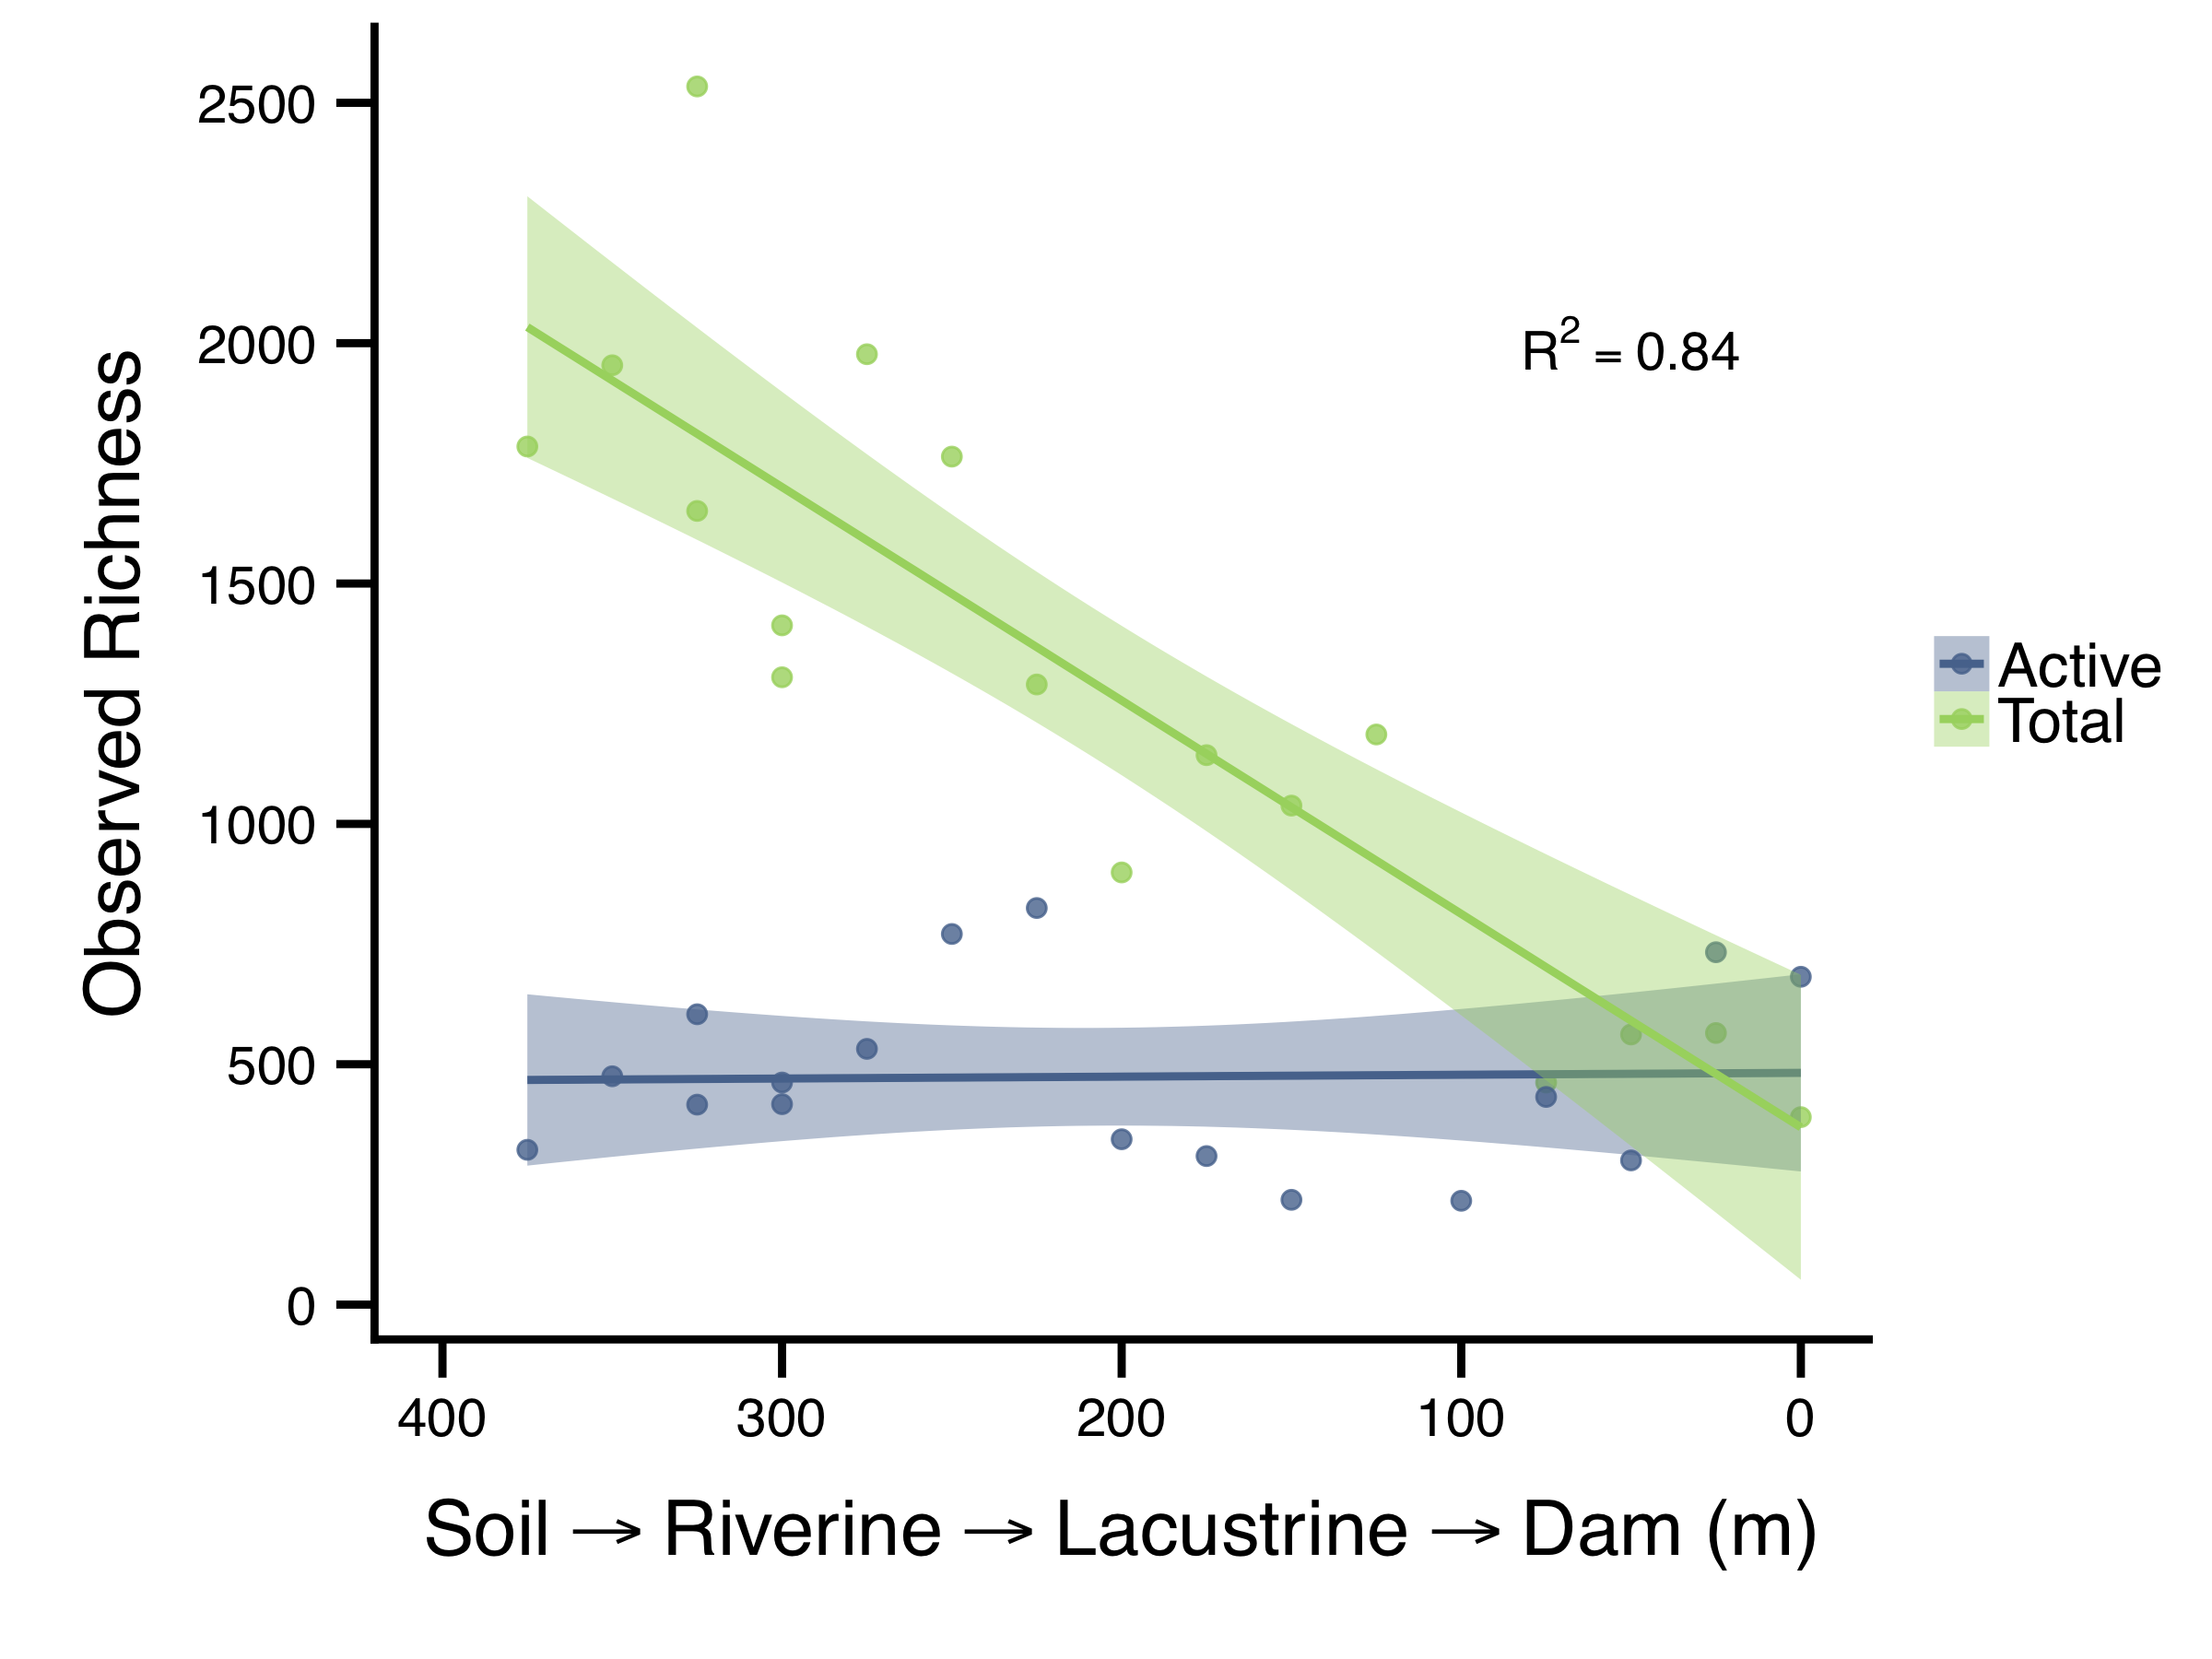 Observed Richness
2500
2000
1500
1000
500
0
R² = 0.84
Active
Total
400 300 200 100 0
Soil → Riverine → Lacustrine → Dam (m)